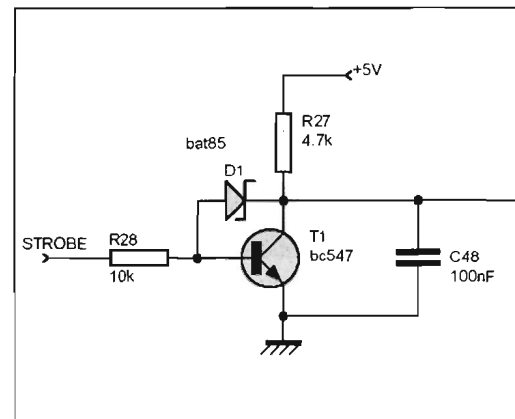 +5V
R27
4.7k
bat85
D1
T1
bc547
STROBE
R28
10k
C48
100nF